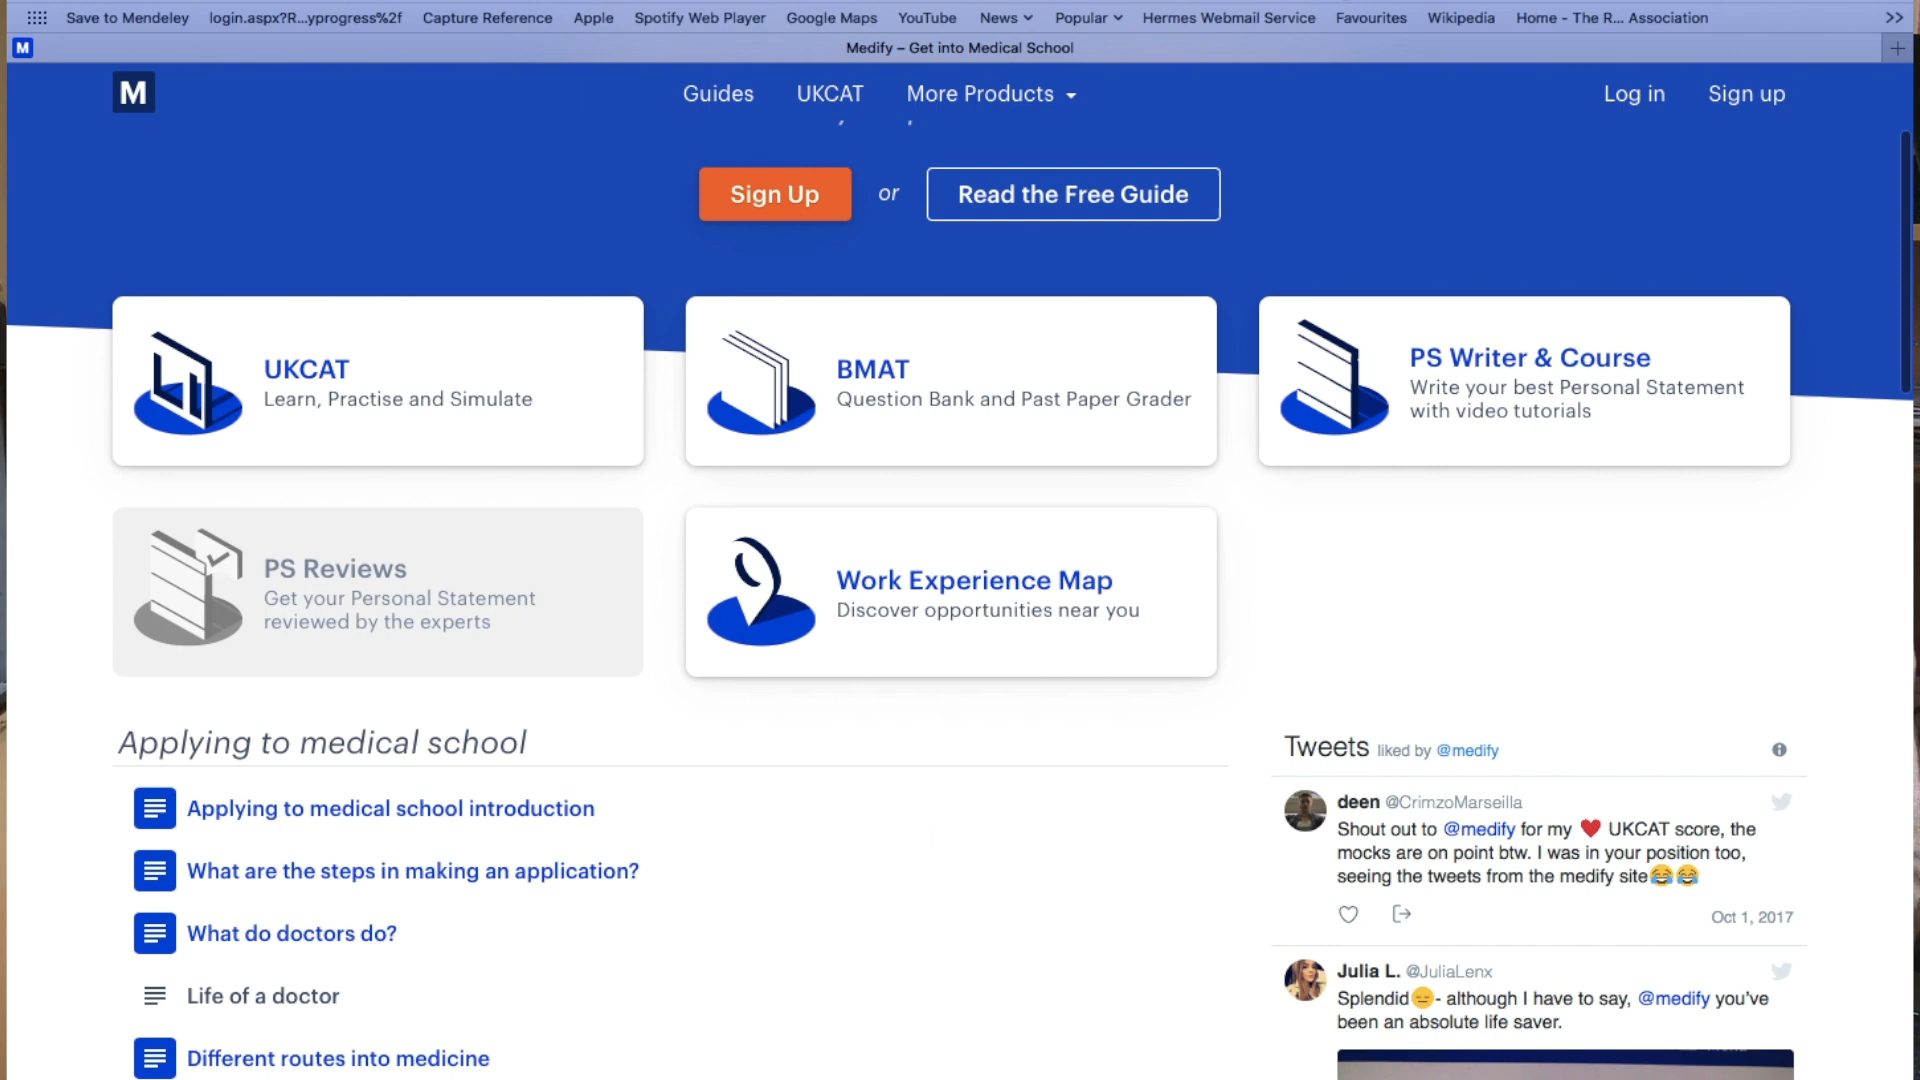 Save to Mendeley login.aspx?R...yprogress%2f Capture Reference Apple Spotify Web Player Google Maps YouTube News Popular Hermes Webmail Service Favourites Wikipedia Home - The R... Association >>
M Medify – Get into Medical School +
M Guides UKCAT More Products Log in Sign up
Sign Up or Read the Free Guide
UKCAT
Learn, Practise and Simulate
BMAT
Question Bank and Past Paper Grader
PS Writer & Course
Write your best Personal Statement
with video tutorials
PS Reviews
Get your Personal Statement
reviewed by the experts
Work Experience Map
Discover opportunities near you
Applying to medical school
Applying to medical school introduction
What are the steps in making an application?
What do doctors do?
Life of a doctor
Different routes into medicine
Tweets liked by @medify
deen @CrimzoMarseilla
Shout out to @medify for my ❤️ UKCAT score, the
mocks are on point btw. I was in your position too,
seeing the tweets from the medify site😂😂
Oct 1, 2017
Julia L. @JuliaLenx
Splendid😑- although I have to say, @medify you've
been an absolute life saver.